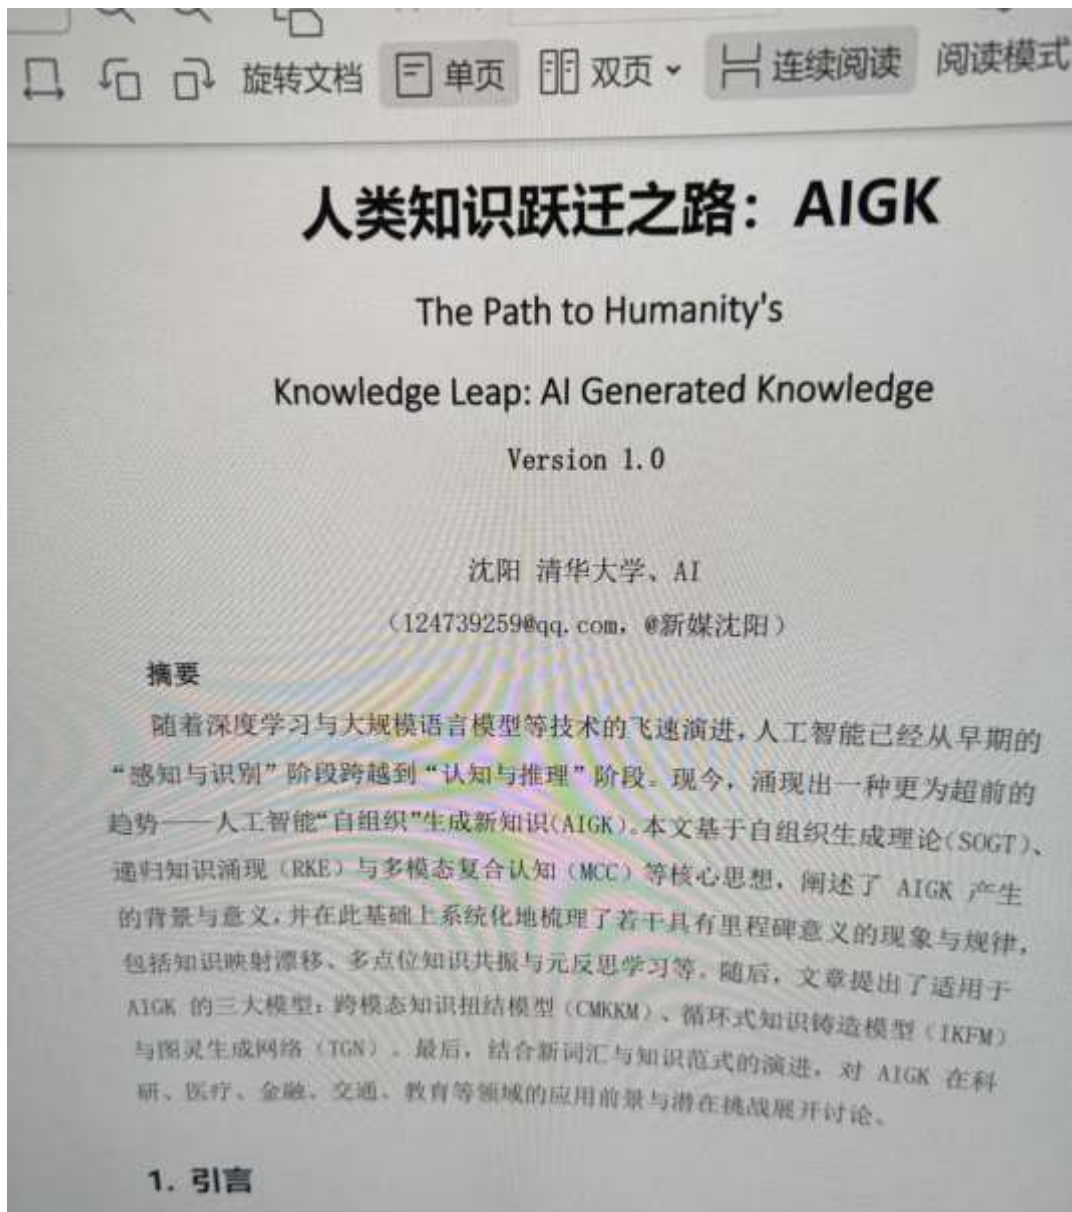 旋转文档 单页 双页 连续阅读 阅读模式
人类知识跃迁之路：AIGK
The Path to Humanity's
Knowledge Leap: AI Generated Knowledge
Version 1.0
沈阳 清华大学、AI
（124739259@qq.com，@新媒沈阳）
摘要
随着深度学习与大规模语言模型等技术的飞速演进，人工智能已经从早期的
“感知与识别”阶段跨越到“认知与推理”阶段。现今，涌现出一种更为超前的
趋势——人工智能“自组织”生成新知识(AIGK)。本文基于自组织生成理论(SOGT)、
递归知识涌现（RKE）与多模态复合认知（MCC）等核心思想，阐述了 AIGK 产生
的背景与意义，并在此基础上系统化地梳理了若干具有里程碑意义的现象与规律，
包括知识映射漂移、多点位知识共振与元反思学习等。随后，文章提出了适用于
AIGK 的三大模型：跨模态知识扭结模型（CMKKM）、循环式知识铸造模型（IKFM）
与图灵生成网络（TGN）。最后，结合新词汇与知识范式的演进，对 AIGK 在科
研、医疗、金融、交通、教育等领域的应用前景与潜在挑战展开讨论。
1. 引言